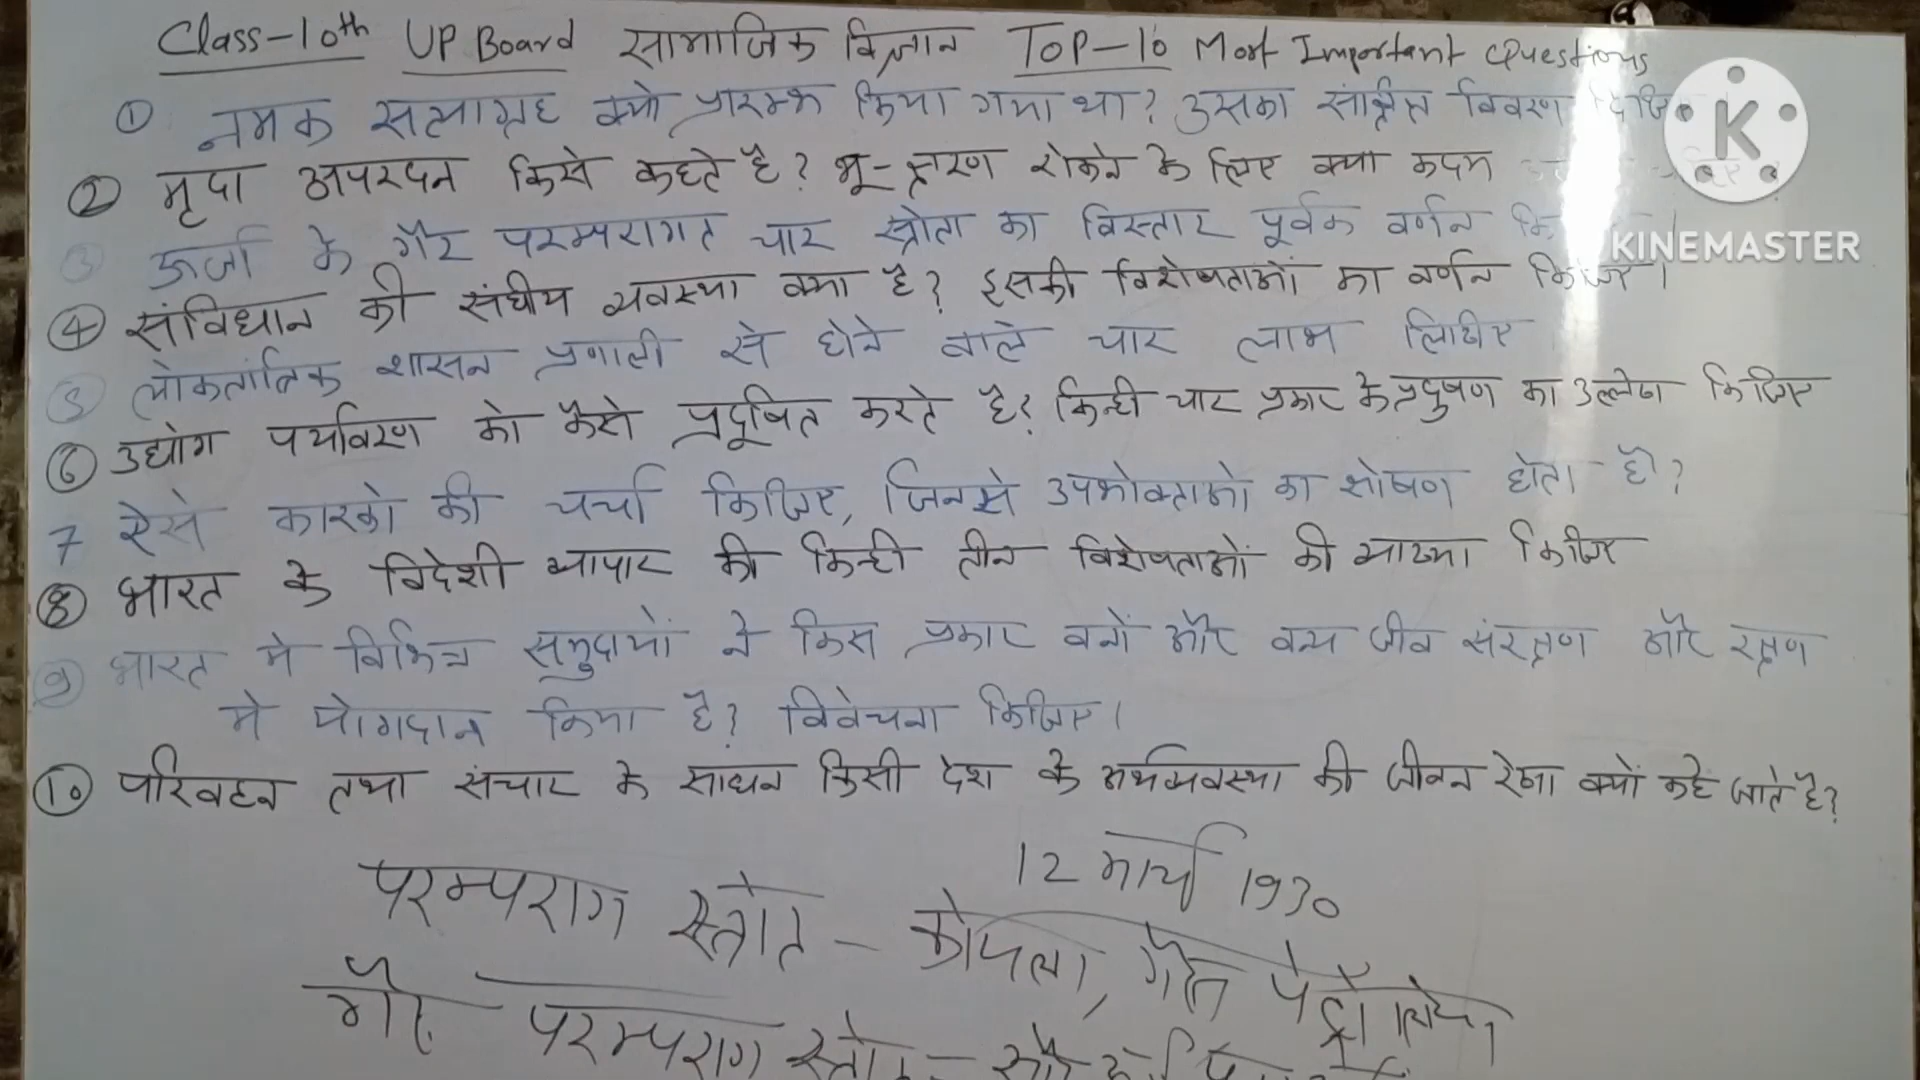 Class-10th UP Board सामाजिक विज्ञान TOP-10 Most Important Questions
① नमक सत्याग्रह क्यो प्रारम्भ किया गया था? उसका संक्षिप्त विवरण
② मृदा अपरदन किसे कहते है? भू-क्षरण रोकने के लिए क्या कदम
③ ऊर्जा के गैर परम्परागत चार स्त्रोता का विस्तार पूर्वक वर्णन
④ संविधान की संघीय व्यवस्था क्या है? इसकी विशेषताओं का वर्णन किजिए।
⑤ लोकतांत्रिक शासन प्रणाली से होने वाले चार लाभ लिखीए
⑥ उद्योग पर्यावरण को कैसे प्रदूषित करते है? किन्ही चार प्रकार के प्रदुषण का उल्लेख किजिए
7 ऐसे कारको की चर्चा किजिए, जिनसे उपभोक्ताओ का शोषण होता है?
⑧ भारत के विदेशी व्यापार की किन्ही तीन विशेषताओं की व्याख्या किजिए
⑨ भारत मे विभिन्न समुदायों ने किस प्रकार वनों और वन्य जीव संरक्षण और रक्षण
मे योगदान किया है? विवेचना किजिए।
⑩ परिवहन तथा संचार के साधन किसी देश के अर्थव्यवस्था की जीवन रेखा क्यों कहे जाते है?
12 मार्च 1930
परम्पराग स्त्रोत - कोयला, गैस पेट्रोलियम
गैर परम्पराग स्त्रोत -
K
KINEMASTER